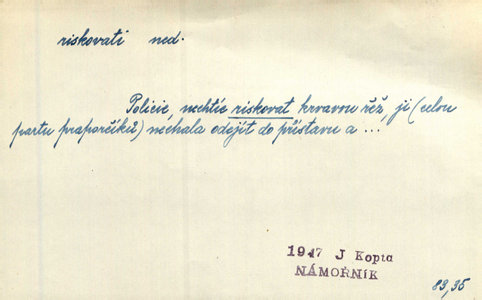 riskovati ned.
Policie, nechtíc riskovat krvavou řež, ji (celou
partu praporčíků) nechala odejít do přístavu a ...
1947 J Kopta
NÁMOŘNÍK
83,35